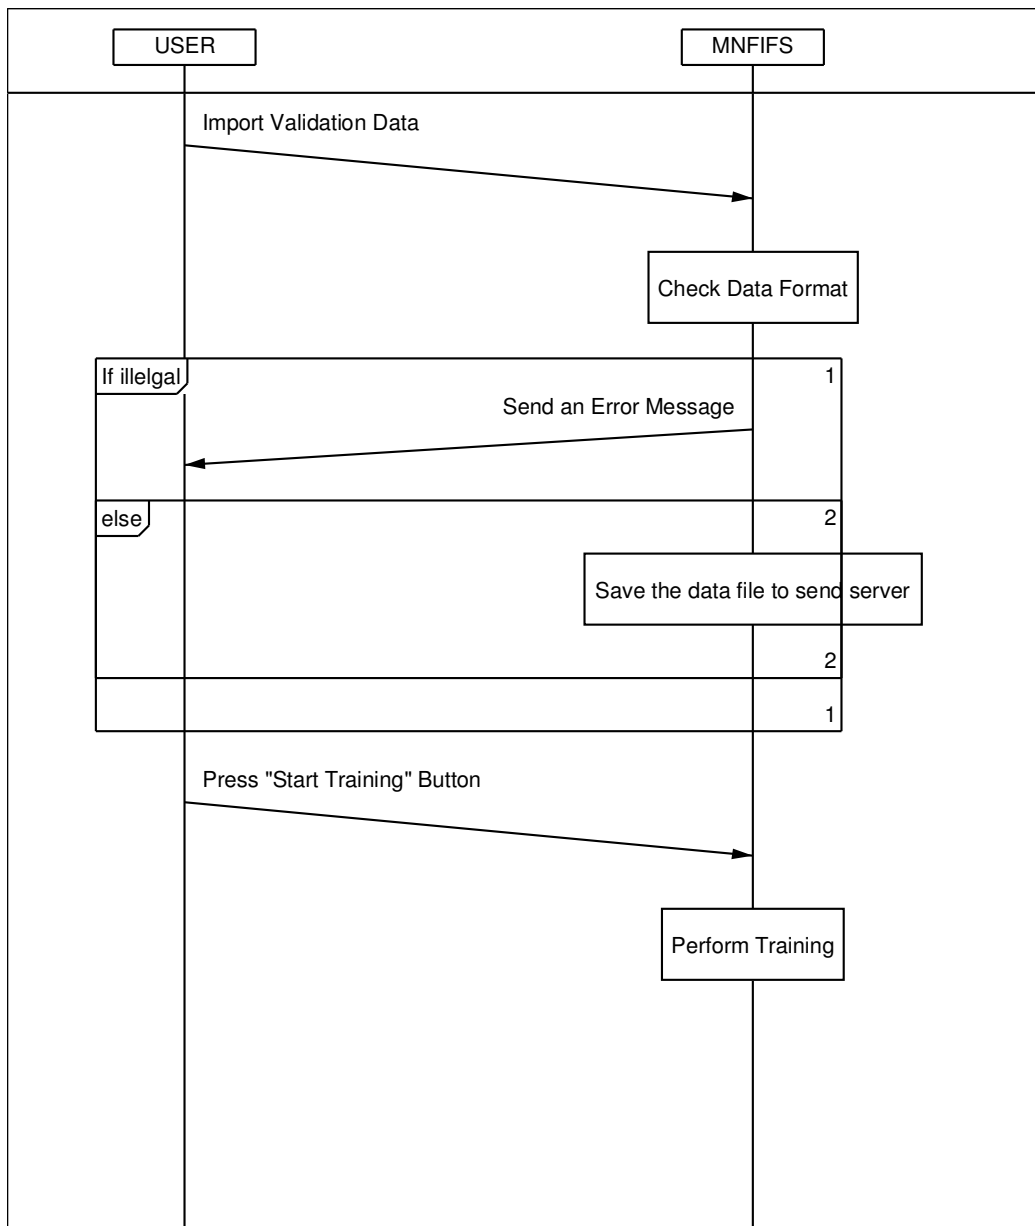 USER
MNFIFS
Import Validation Data
Check Data Format
If illelgal
1
Send an Error Message
else
2
Save the data file to send server
2
1
Press "Start Training" Button
Perform Training